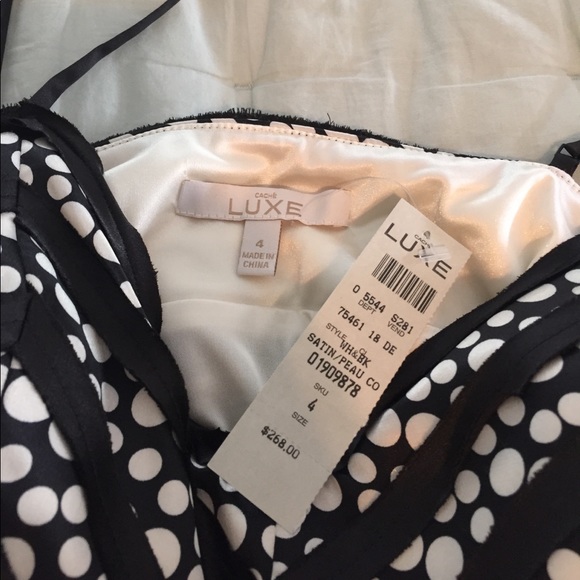 CACHÉ
LUXE
4
MADE IN
CHINA
CACHÉ
LUXE
0 5544 S281
DEPT VEND
75461 18 DE
STYLE CL
WH&BK
SATIN/PEAU CO
01909878
SKU
4
SIZE
$268.00